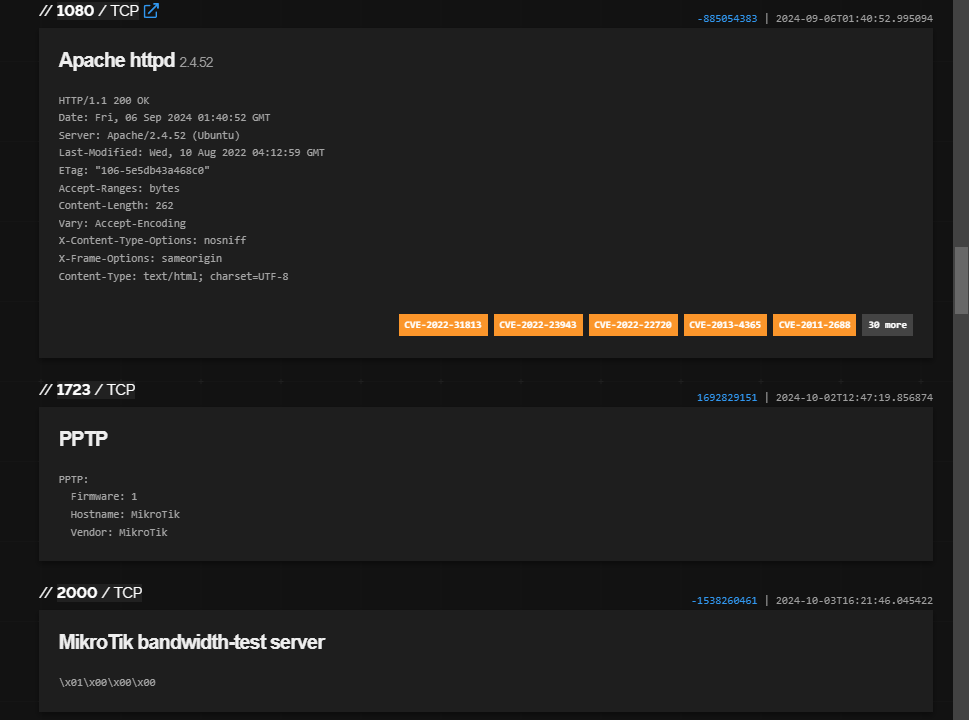 // 1080 / TCP
-885054383 | 2024-09-06T01:40:52.995094
Apache httpd 2.4.52
HTTP/1.1 200 OK
Date: Fri, 06 Sep 2024 01:40:52 GMT
Server: Apache/2.4.52 (Ubuntu)
Last-Modified: Wed, 10 Aug 2022 04:12:59 GMT
ETag: "106-5e5db43a468c0"
Accept-Ranges: bytes
Content-Length: 262
Vary: Accept-Encoding
X-Content-Type-Options: nosniff
X-Frame-Options: sameorigin
Content-Type: text/html; charset=UTF-8
CVE-2022-31813 CVE-2022-23943 CVE-2022-22720 CVE-2013-4365 CVE-2011-2688 30 more
// 1723 / TCP
1692829151 | 2024-10-02T12:47:19.856874
PPTP
PPTP:
Firmware: 1
Hostname: MikroTik
Vendor: MikroTik
// 2000 / TCP
-1538260461 | 2024-10-03T16:21:46.045422
MikroTik bandwidth-test server
\x01\x00\x00\x00